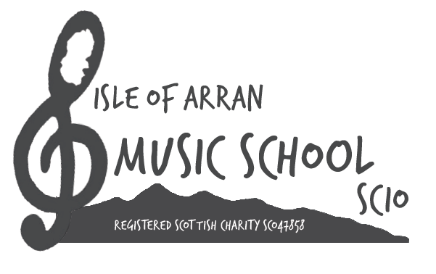 ISLE OF ARRAN
MUSIC SCHOOL
SCIO
REGISTERED SCOTTISH CHARITY SC047858